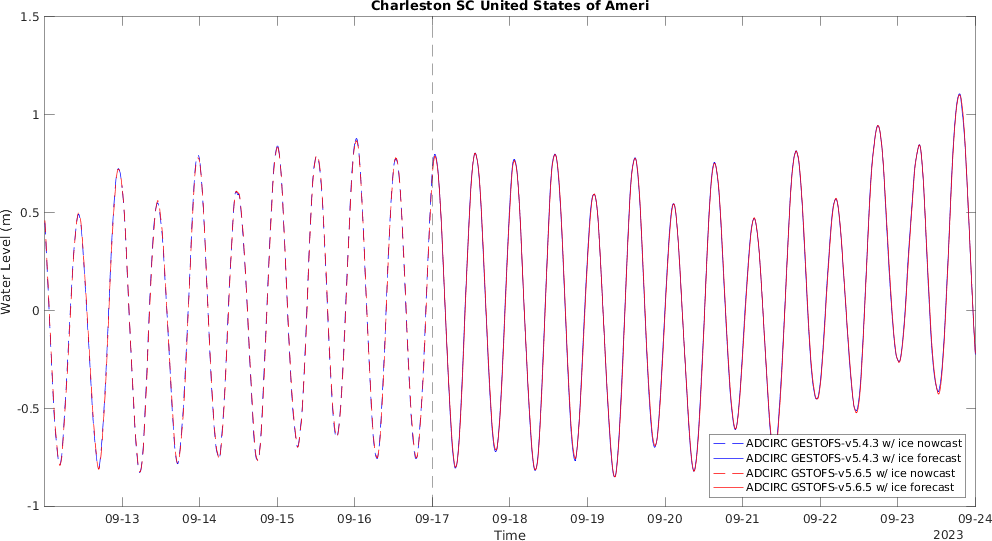 Charleston SC United States of Ameri
1.5
1
0.5
0
-0.5
-1
Water Level (m)
ADCIRC GESTOFS-v5.4.3 w/ ice nowcast
ADCIRC GESTOFS-v5.4.3 w/ ice forecast
ADCIRC GSTOFS-v5.6.5 w/ ice nowcast
ADCIRC GSTOFS-v5.6.5 w/ ice forecast
09-13 09-14 09-15 09-16 09-17 09-18 09-19 09-20 09-21 09-22 09-23 09-24
Time
2023